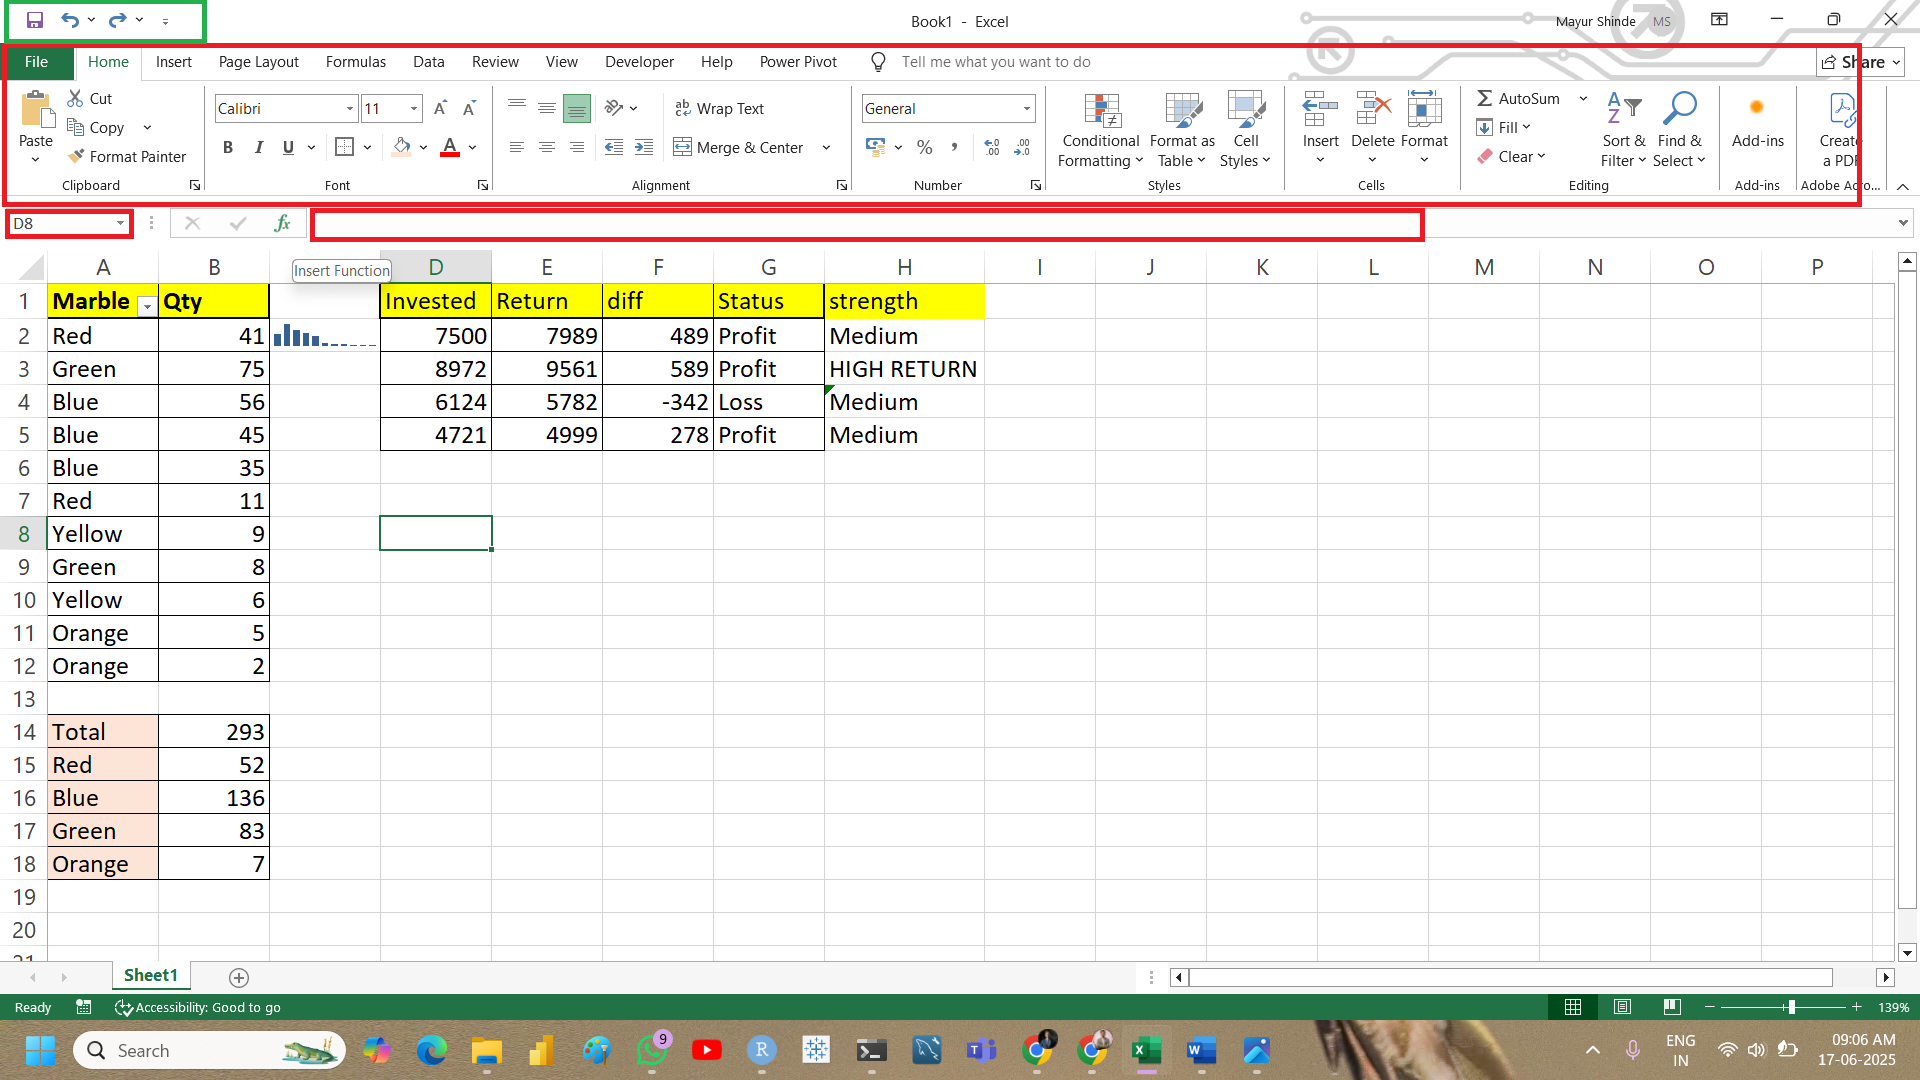 Book1 - Excel
Mayur Shinde MS
File Home Insert Page Layout Formulas Data Review View Developer Help Power Pivot Tell me what you want to do Share
Cut
Copy
Format Painter
Paste
Clipboard
Calibri 11
B I U
Font
Wrap Text
Merge & Center
Alignment
General
Number
Conditional
Formatting
Format as
Table
Cell
Styles
Styles
Insert Delete Format
Cells
AutoSum
Fill
Clear
Sort &
Filter
Find &
Select
Editing
Add-ins
Add-ins
Create
a PDF
Adobe Acro...
D8 fx
Insert Function
A B D E F G H I J K L M N O P
1 Marble Qty Invested Return diff Status strength
2 Red 41 7500 7989 489 Profit Medium
3 Green 75 8972 9561 589 Profit HIGH RETURN
4 Blue 56 6124 5782 -342 Loss Medium
5 Blue 45 4721 4999 278 Profit Medium
6 Blue 35
7 Red 11
8 Yellow 9
9 Green 8
10 Yellow 6
11 Orange 5
12 Orange 2
13
14 Total 293
15 Red 52
16 Blue 136
17 Green 83
18 Orange 7
19
20
21
Sheet1
Ready Accessibility: Good to go 139%
Search 9 ENG 09:06 AM
IN 17-06-2025